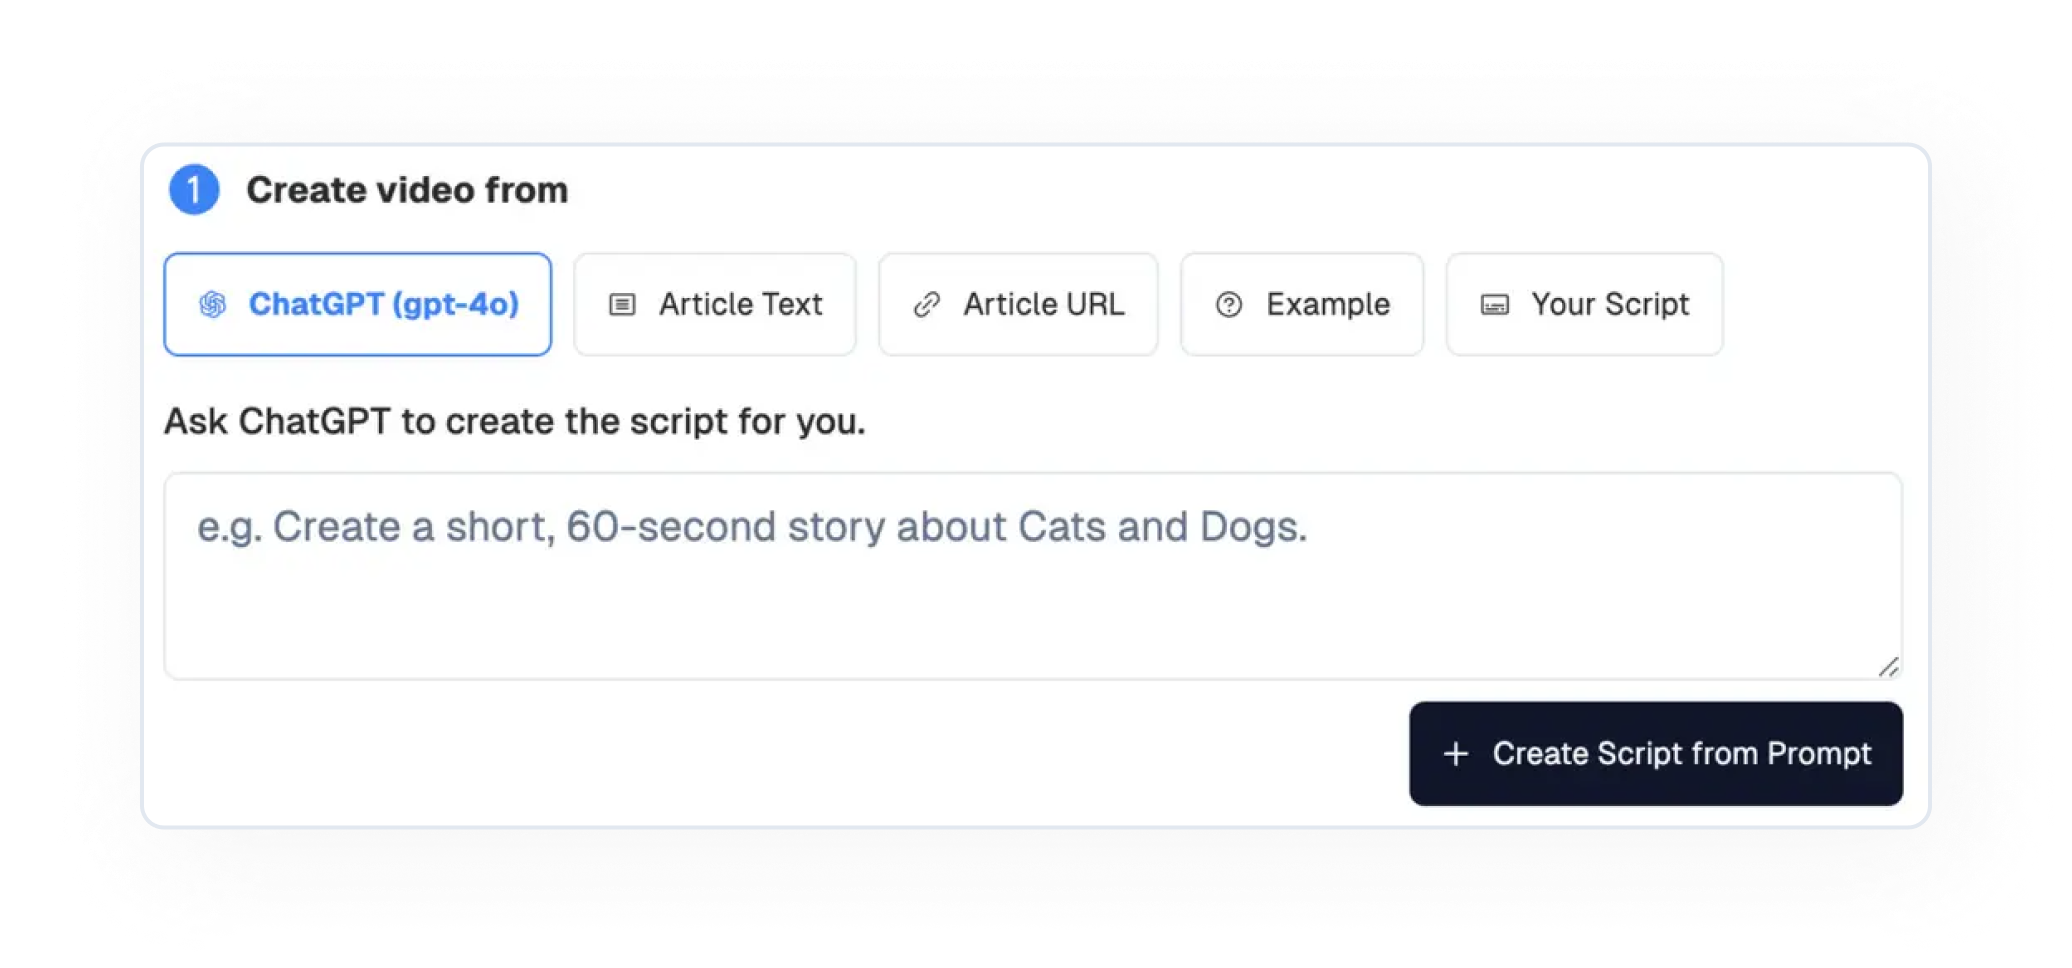 1 Create video from
ChatGPT (gpt-4o) Article Text Article URL Example Your Script
Ask ChatGPT to create the script for you.
e.g. Create a short, 60-second story about Cats and Dogs.
+ Create Script from Prompt